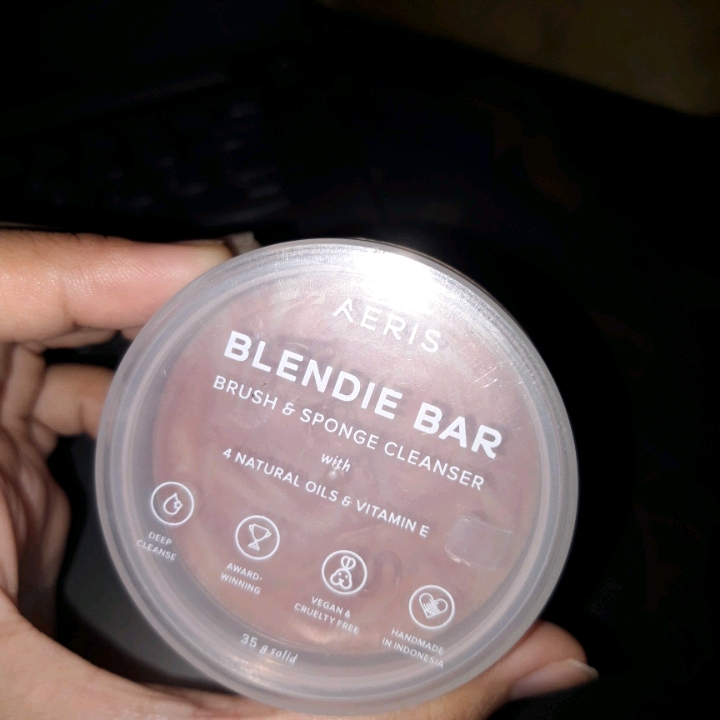 AERIS
BLENDIE BAR
BRUSH & SPONGE CLEANSER
with
4 NATURAL OILS & VITAMIN E
DEEP
CLEANSE
AWARD-
WINNING
VEGAN &
CRUELTY FREE
HANDMADE
IN INDONESIA
35 g solid